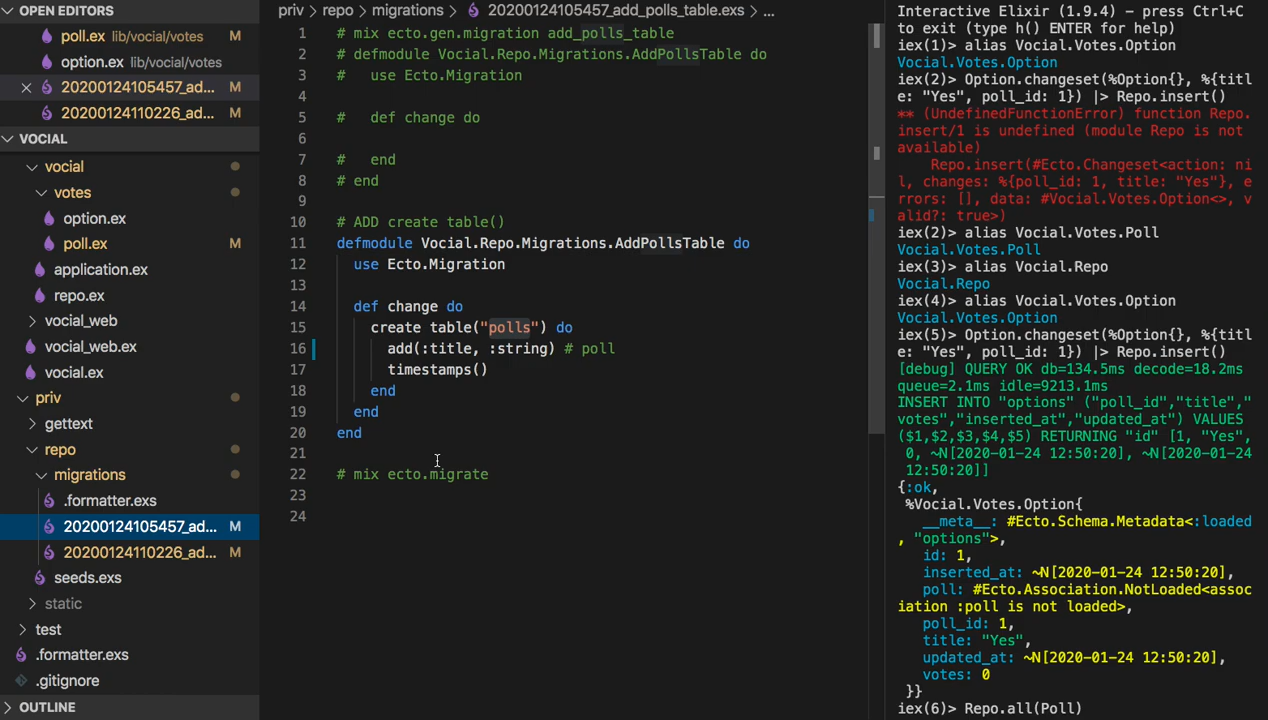 OPEN EDITORS
poll.ex lib/vocial/votes M
option.ex lib/vocial/votes
20200124105457_ad... M
20200124110226_ad... M
VOCIAL
vocial
votes
option.ex
poll.ex M
application.ex
repo.ex
vocial_web
vocial_web.ex
vocial.ex
priv
gettext
repo
migrations
.formatter.exs
20200124105457_ad... M
20200124110226_ad... M
seeds.exs
static
test
.formatter.exs
.gitignore
OUTLINE
priv > repo > migrations > 20200124105457_add_polls_table.exs > ...
1 # mix ecto.gen.migration add_polls_table
2 # defmodule Vocial.Repo.Migrations.AddPollsTable do
3 #   use Ecto.Migration
4
5 #   def change do
6
7 #   end
8 # end
9
10 # ADD create table()
11 defmodule Vocial.Repo.Migrations.AddPollsTable do
12   use Ecto.Migration
13
14   def change do
15     create table("polls") do
16       add(:title, :string) # poll
17       timestamps()
18     end
19   end
20 end
21
22 # mix ecto.migrate
23
24
Interactive Elixir (1.9.4) – press Ctrl+C
to exit (type h() ENTER for help)
iex(1)> alias Vocial.Votes.Option
Vocial.Votes.Option
iex(2)> Option.changeset(%Option{}, %{titl
e: "Yes", poll_id: 1}) |> Repo.insert()
** (UndefinedFunctionError) function Repo.
insert/1 is undefined (module Repo is not
available)
    Repo.insert(#Ecto.Changeset<action: ni
l, changes: %{poll_id: 1, title: "Yes"}, e
rrors: [], data: #Vocial.Votes.Option<>, v
alid?: true>)
iex(2)> alias Vocial.Votes.Poll
Vocial.Votes.Poll
iex(3)> alias Vocial.Repo
Vocial.Repo
iex(4)> alias Vocial.Votes.Option
Vocial.Votes.Option
iex(5)> Option.changeset(%Option{}, %{titl
e: "Yes", poll_id: 1}) |> Repo.insert()
[debug] QUERY OK db=134.5ms decode=18.2ms
queue=2.1ms idle=9213.1ms
INSERT INTO "options" ("poll_id","title","
votes","inserted_at","updated_at") VALUES
($1,$2,$3,$4,$5) RETURNING "id" [1, "Yes",
 0, ~N[2020-01-24 12:50:20], ~N[2020-01-24
 12:50:20]]
{:ok,
 %Vocial.Votes.Option{
   __meta__: #Ecto.Schema.Metadata<:loaded
, "options">,
   id: 1,
   inserted_at: ~N[2020-01-24 12:50:20],
   poll: #Ecto.Association.NotLoaded<assoc
iation :poll is not loaded>,
   poll_id: 1,
   title: "Yes",
   updated_at: ~N[2020-01-24 12:50:20],
   votes: 0
 }}
iex(6)> Repo.all(Poll)